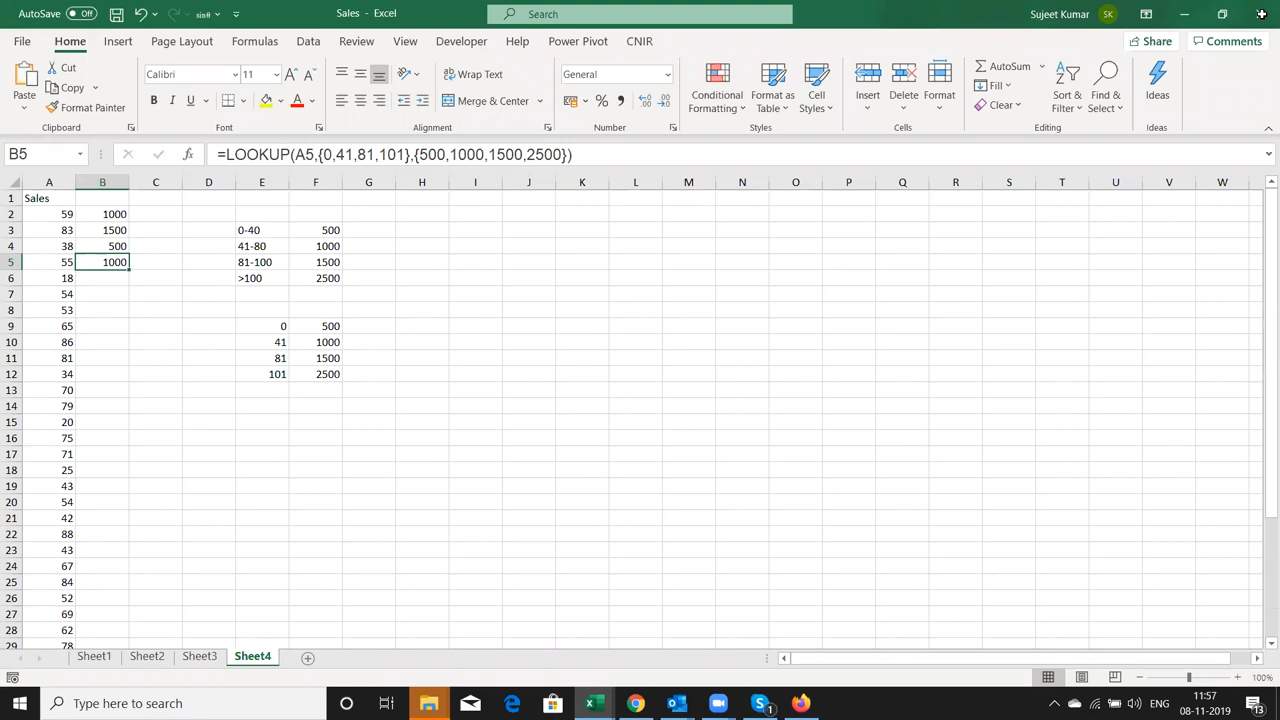 AutoSave Off sinθ Sales - Excel Search Sujeet Kumar SK
File Home Insert Page Layout Formulas Data Review View Developer Help Power Pivot CNIR Share Comments
Paste Cut Copy Format Painter Clipboard
Calibri 11 A A B I U A Font
Wrap Text Merge & Center Alignment
General % , Number
Conditional Formatting Format as Table Cell Styles Styles
Insert Delete Format Cells
AutoSum Fill Clear Sort & Filter Find & Select Editing
Ideas Ideas
B5 fx =LOOKUP(A5,{0,41,81,101},{500,1000,1500,2500})
A B C D E F G H I J K L M N O P Q R S T U V W
1 Sales
2 59 1000
3 83 1500 0-40 500
4 38 500 41-80 1000
5 55 1000 81-100 1500
6 18 >100 2500
7 54
8 53
9 65 0 500
10 86 41 1000
11 81 81 1500
12 34 101 2500
13 70
14 79
15 20
16 75
17 71
18 25
19 43
20 54
21 42
22 88
23 43
24 67
25 84
26 52
27 69
28 62
29 78
Sheet1 Sheet2 Sheet3 Sheet4
100%
Type here to search 1 ENG 11:57
08-11-2019 13